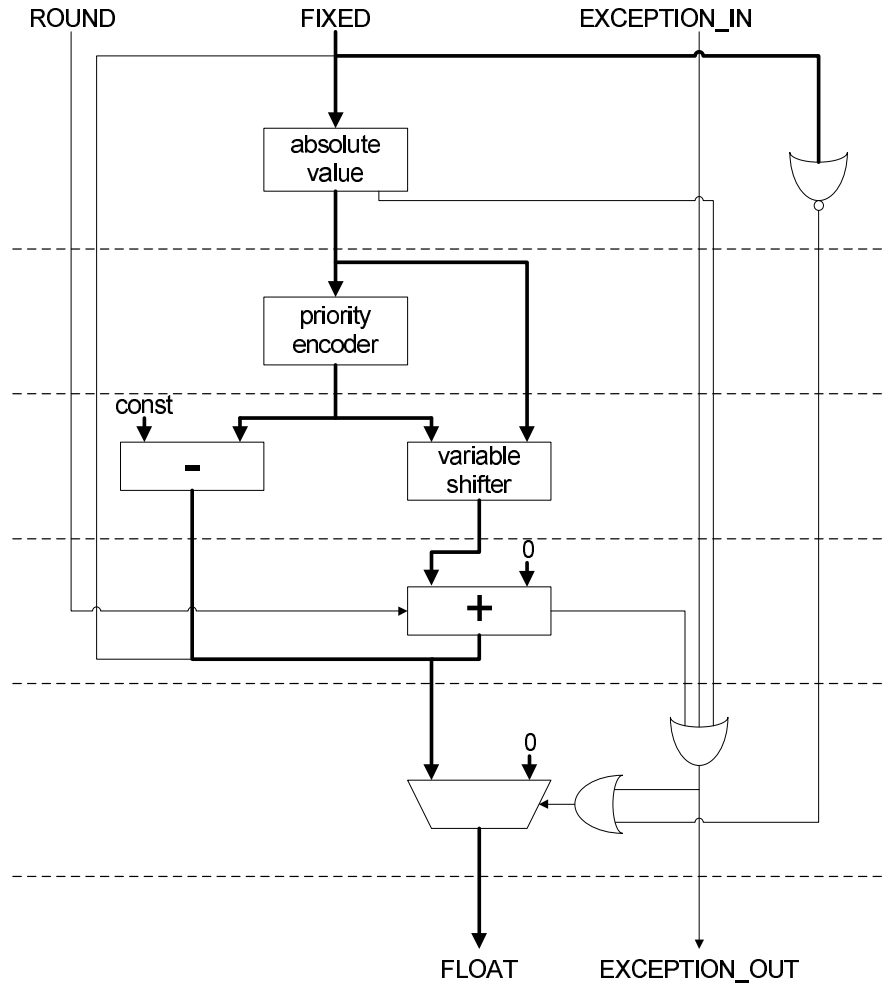 ROUND
FIXED
EXCEPTION_IN
absolute
value
priority
encoder
const
-
variable
shifter
0
+
0
FLOAT
EXCEPTION_OUT